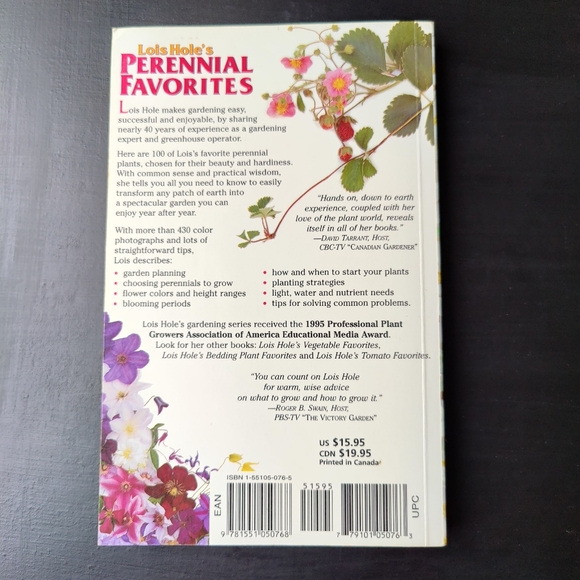 Lois Hole's
PERENNIAL
FAVORITES
Lois Hole makes gardening easy,
successful and enjoyable, by sharing
nearly 40 years of experience as a gardening
expert and greenhouse operator.
Here are 100 of Lois's favorite perennial
plants, chosen for their beauty and hardiness.
With common sense and practical wisdom,
she tells you all you need to know to easily
transform any patch of earth into
a spectacular garden you can
enjoy year after year.
"Hands on, down to earth
experience, coupled with her
love of the plant world, reveals
itself in all of her books."
—DAVID TARRANT, HOST,
CBC-TV "CANADIAN GARDENER"
With more than 430 color
photographs and lots of
straightforward tips,
Lois describes:
• garden planning
• choosing perennials to grow
• flower colors and height ranges
• blooming periods
• how and when to start your plants
• planting strategies
• light, water and nutrient needs
• tips for solving common problems.
Lois Hole's gardening series received the 1995 Professional Plant
Growers Association of America Educational Media Award.
Look for her other books: Lois Hole's Vegetable Favorites,
Lois Hole's Bedding Plant Favorites and Lois Hole's Tomato Favorites.
"You can count on Lois Hole
for warm, wise advice
on what to grow and how to grow it."
—ROGER B. SWAIN, HOST,
PBS-TV "THE VICTORY GARDEN"
US $15.95
CDN $19.95
Printed in Canada
ISBN 1-55105-076-5
51595
EAN
UPC
9 781551 050768
7 79101 05076 3